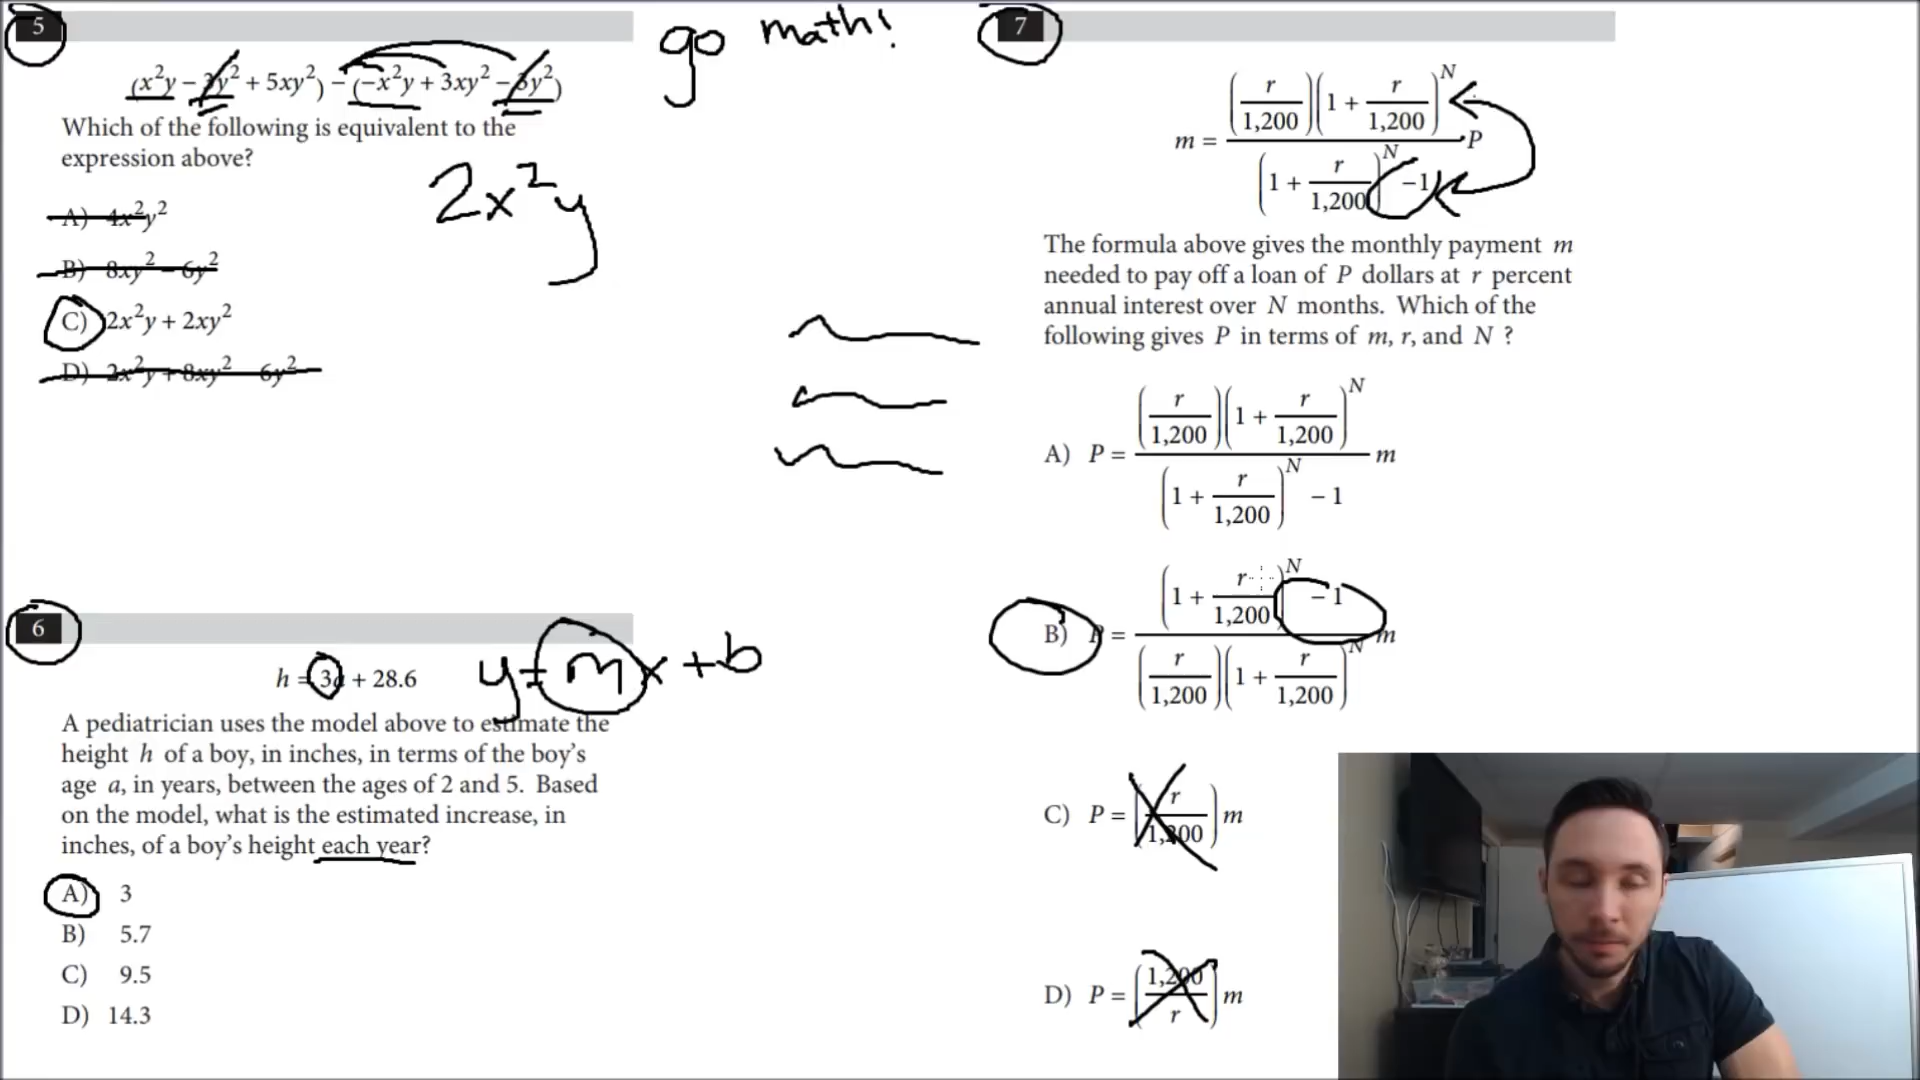 5
go math!
(x²y − 3y² + 5xy²) − (−x²y + 3xy² − 3y²)
Which of the following is equivalent to the
expression above?
2x²y
A) 4x²y²
B) 8xy² − 6y²
C) 2x²y + 2xy²
D) 2x²y + 8xy² − 6y²
6
h = 3a + 28.6
y = mx + b
A pediatrician uses the model above to estimate the
height h of a boy, in inches, in terms of the boy’s
age a, in years, between the ages of 2 and 5. Based
on the model, what is the estimated increase, in
inches, of a boy’s height each year?
A) 3
B) 5.7
C) 9.5
D) 14.3
7
m = ((r/1,200)(1 + r/1,200)^N) / ((1 + r/1,200)^N −1) P
The formula above gives the monthly payment m
needed to pay off a loan of P dollars at r percent
annual interest over N months. Which of the
following gives P in terms of m, r, and N ?
A) P = ((r/1,200)(1 + r/1,200)^N) / ((1 + r/1,200)^N − 1) m
B) P = ((1 + r/1,200)^N − 1) / ((r/1,200)(1 + r/1,200)^N) m
C) P = (r/1,200) m
D) P = (1,200/r) m